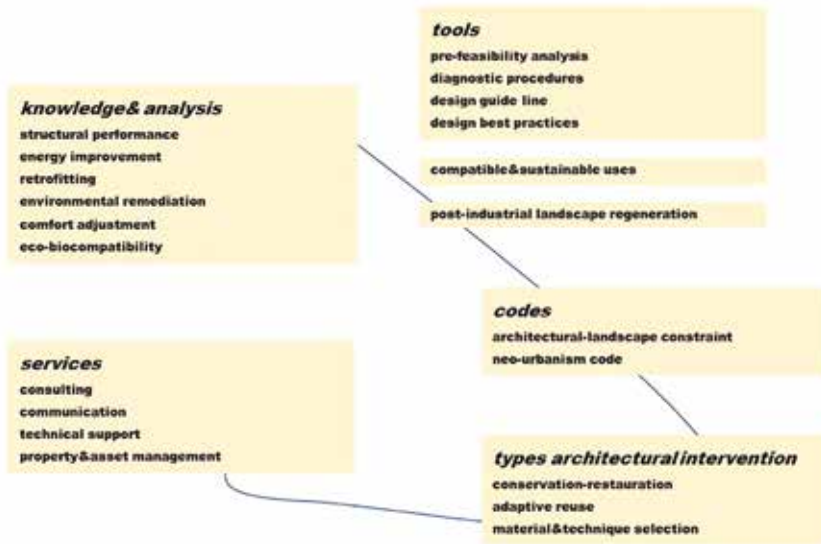 tools
pre-feasibility analysis
diagnostic procedures
design guide line
design best practices
knowledge& analysis
structural performance
energy improvement
retrofitting
environmental remediation
comfort adjustment
eco-biocompatibility
compatible&sustainable uses
post-industrial landscape regeneration
codes
architectural-landscape constraint
neo-urbanism code
services
consulting
communication
technical support
property&asset management
types architectural intervention
conservation-restauration
adaptive reuse
material&technique selection